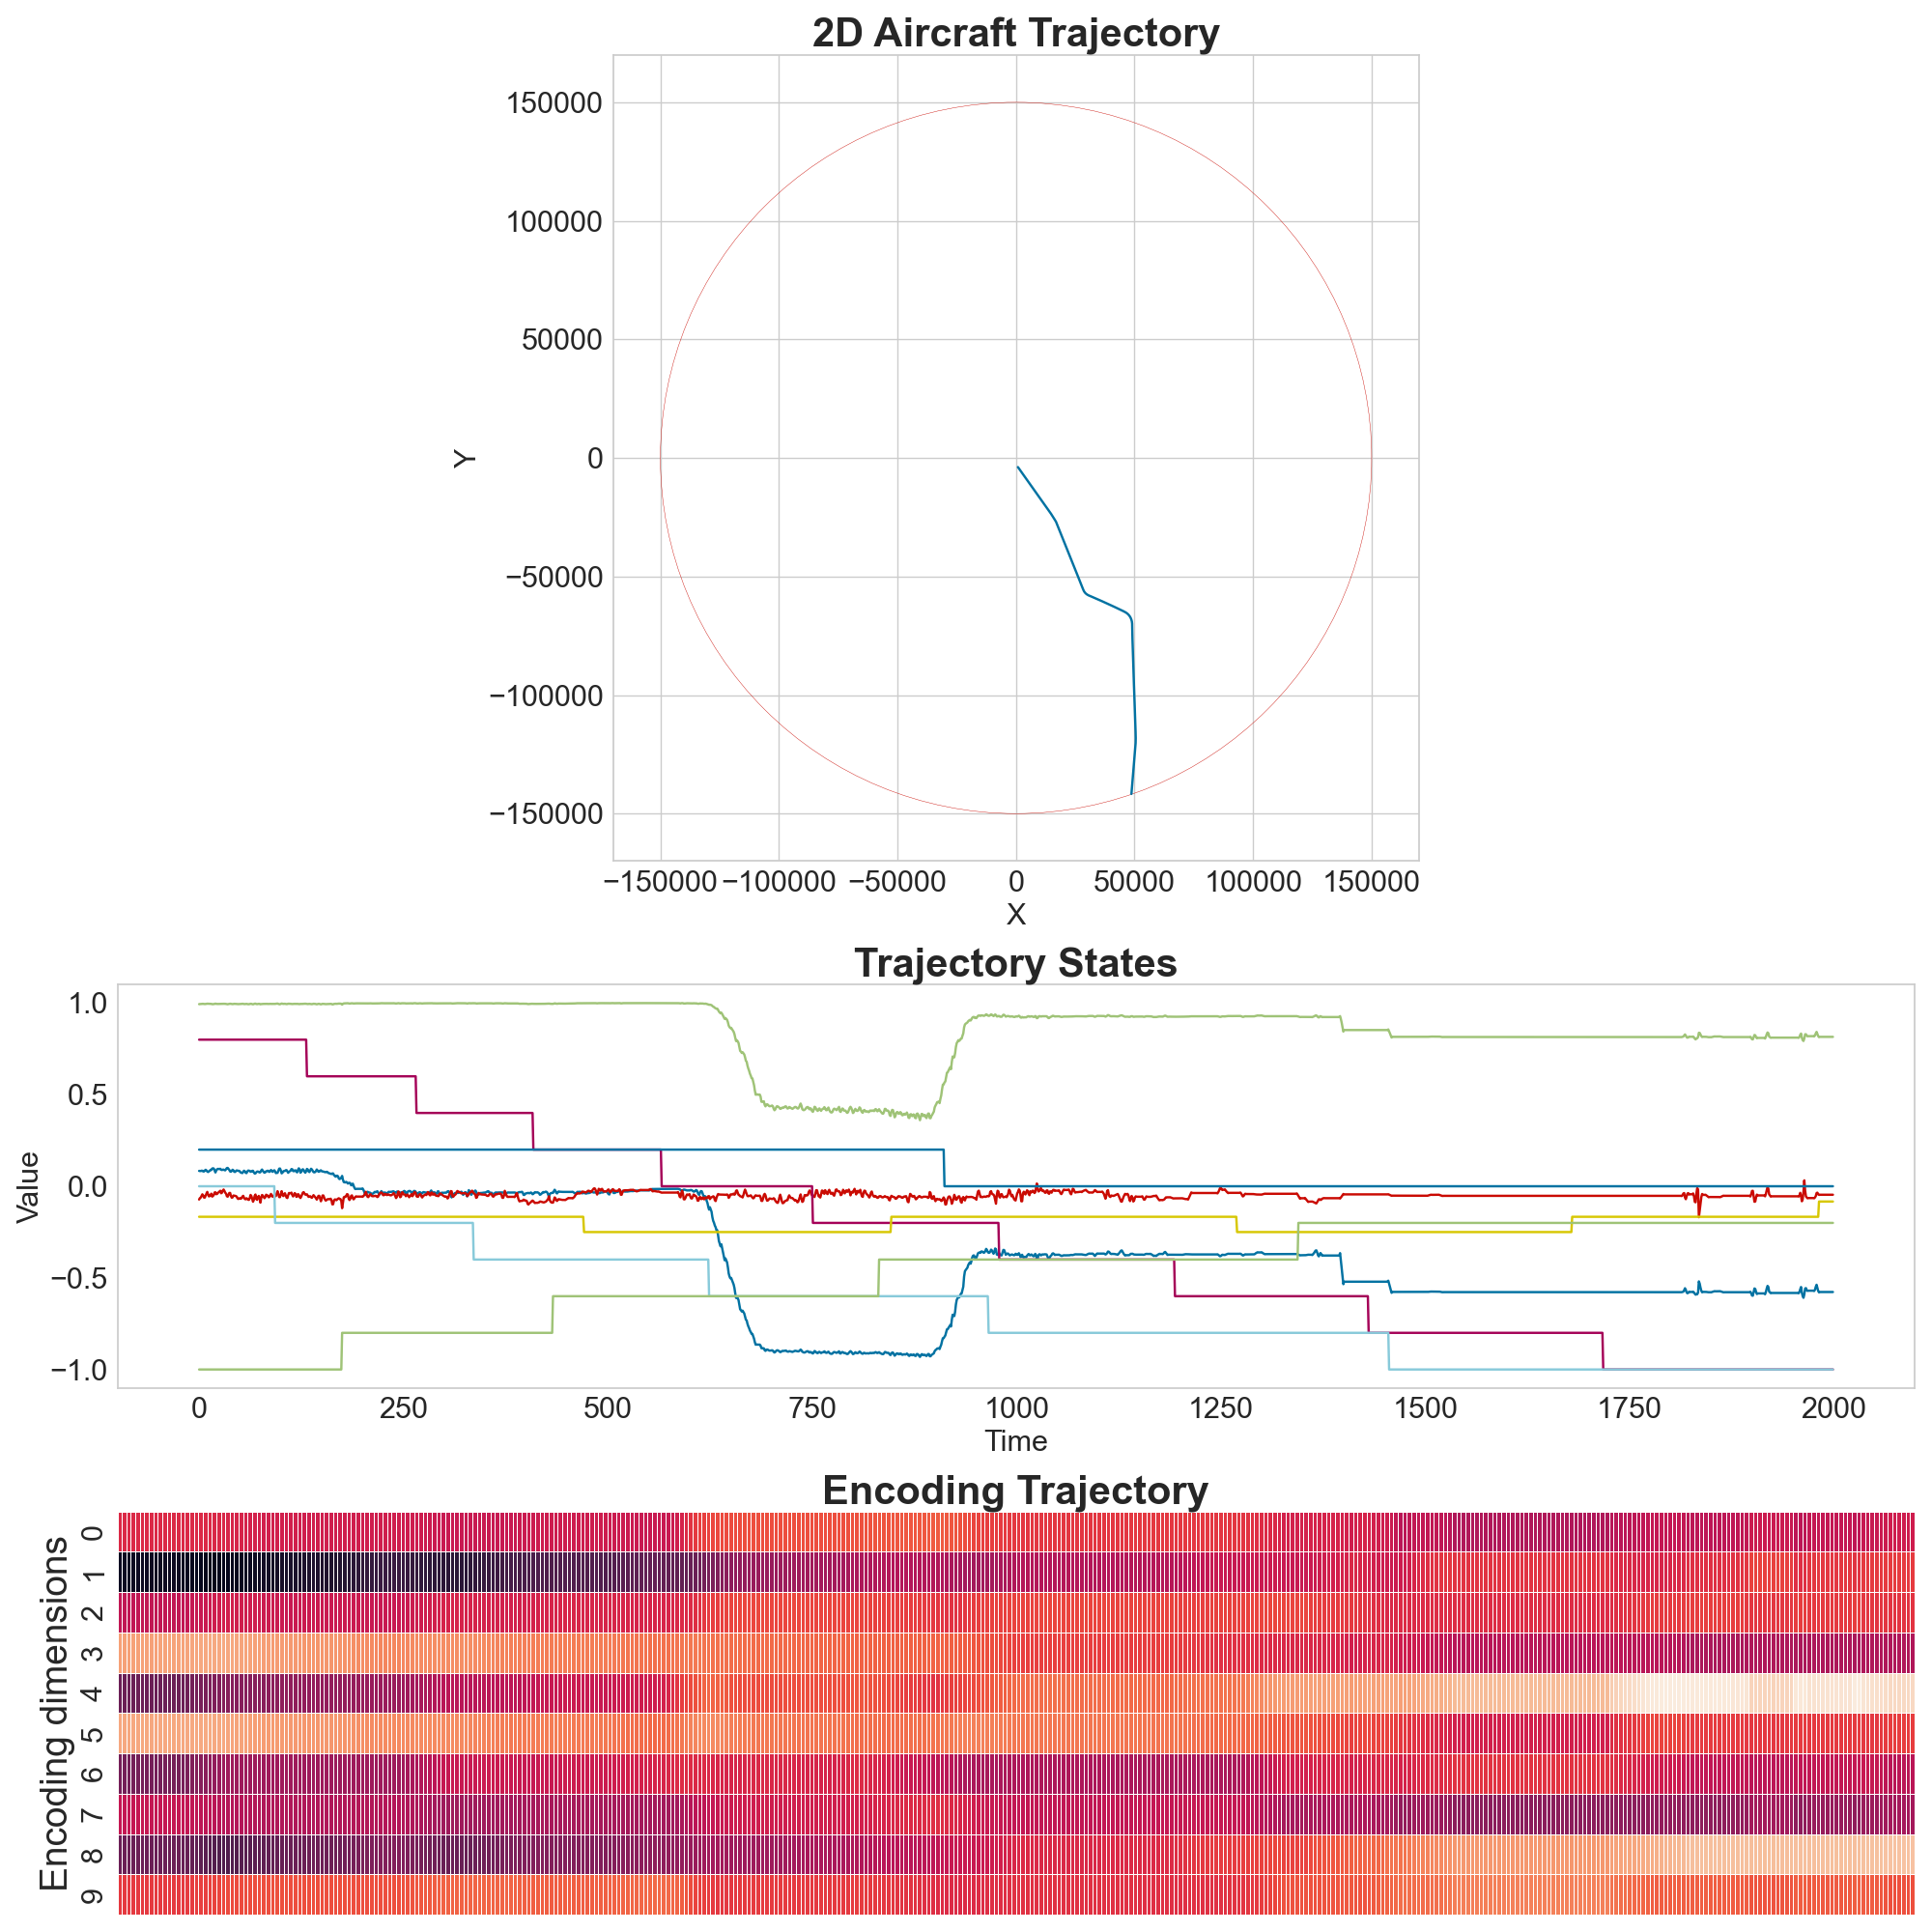 2D Aircraft Trajectory
150000
100000
50000
0
−50000
−100000
−150000
Y
−150000 −100000 −50000 0 50000 100000 150000
X
Trajectory States
1.0
0.5
0.0
−0.5
−1.0
Value
0 250 500 750 1000 1250 1500 1750 2000
Time
Encoding Trajectory
0
1
2
3
4
5
6
7
8
9
Encoding dimensions